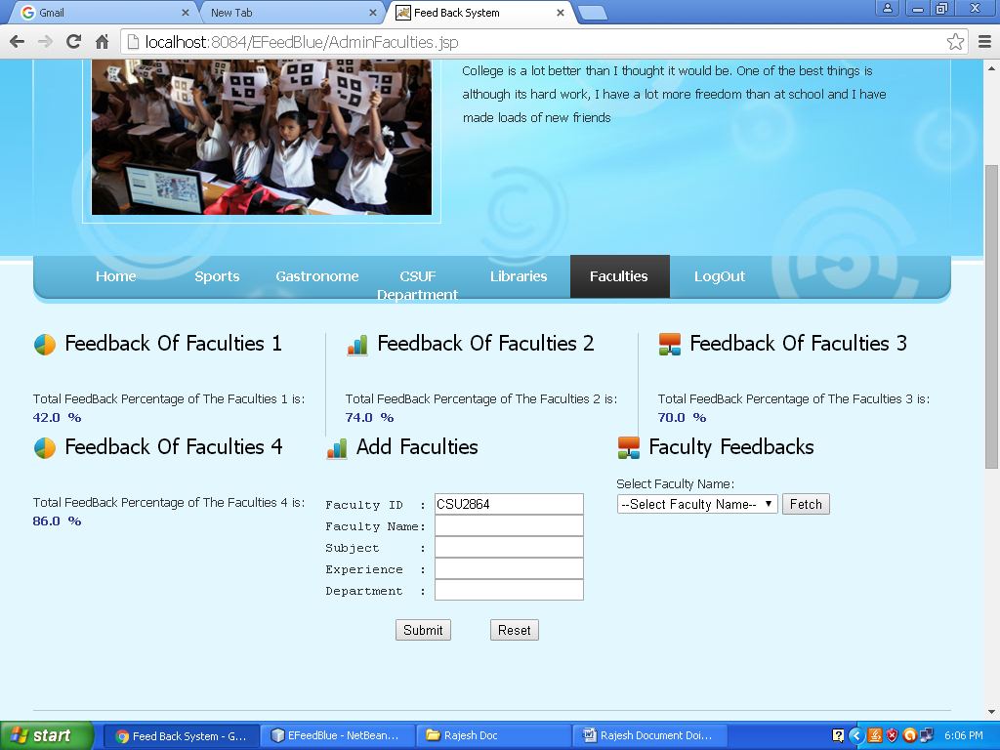 Gmail
New Tab
Feed Back System
localhost:8084/EFeedBlue/AdminFaculties.jsp
College is a lot better than I thought it would be. One of the best things is
although its hard work, I have a lot more freedom than at school and I have
made loads of new friends
Home
Sports
Gastronome
CSUF
Department
Libraries
Faculties
LogOut
Feedback Of Faculties 1
Total FeedBack Percentage of The Faculties 1 is:
42.0 %
Feedback Of Faculties 2
Total FeedBack Percentage of The Faculties 2 is:
74.0 %
Feedback Of Faculties 3
Total FeedBack Percentage of The Faculties 3 is:
70.0 %
Feedback Of Faculties 4
Total FeedBack Percentage of The Faculties 4 is:
86.0 %
Add Faculties
Faculty ID : CSU2864
Faculty Name:
Subject :
Experience :
Department :
Submit Reset
Faculty Feedbacks
Select Faculty Name:
--Select Faculty Name-- Fetch
start
Feed Back System - G...
EFeedBlue - NetBean...
Rajesh Doc
Rajesh Document Doi...
6:06 PM